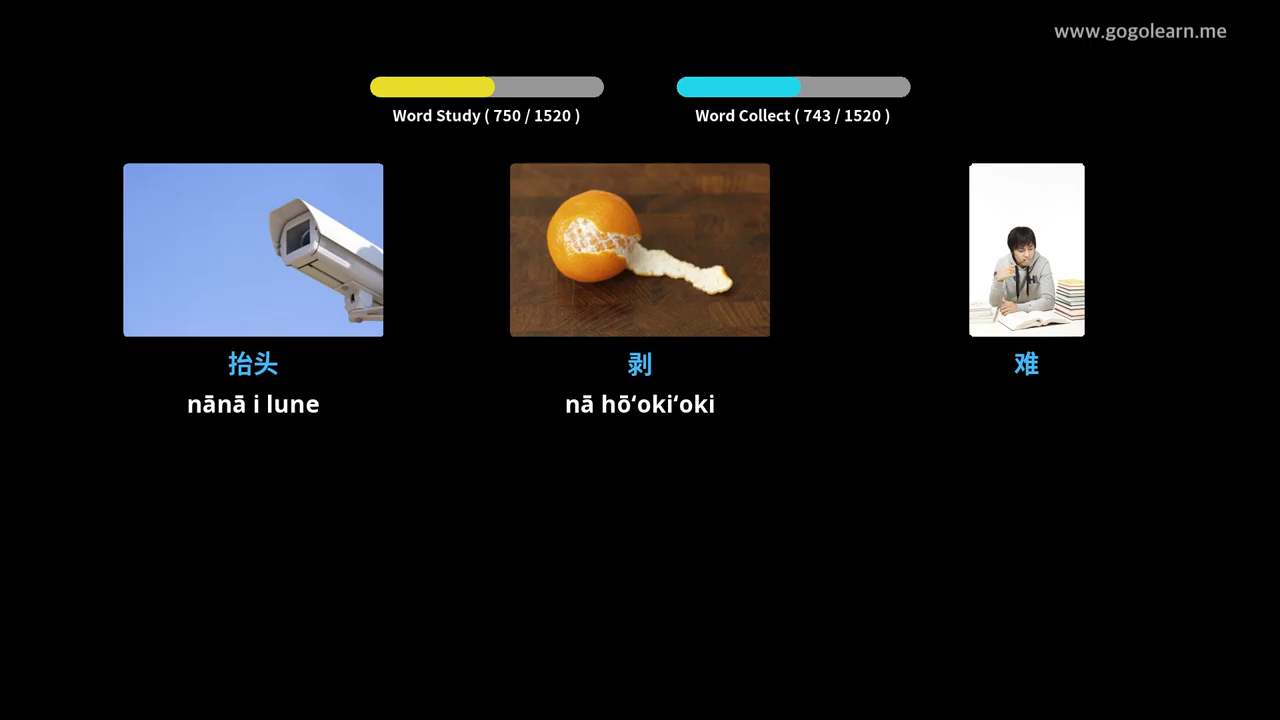 www.gogolearn.me
Word Study ( 750 / 1520 )
Word Collect ( 743 / 1520 )
抬头
剥
难
nānā i lune
nā hōʻokiʻoki